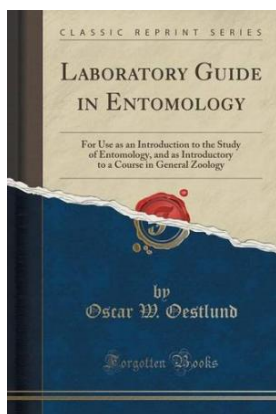 CLASSIC REPRINT SERIES
LABORATORY GUIDE
IN ENTOMOLOGY
For Use as an Introduction to the Study
of Entomology, and as Introductory
to a Course in General Zoology
by
Oscar W. Oestlund
Forgotten Books